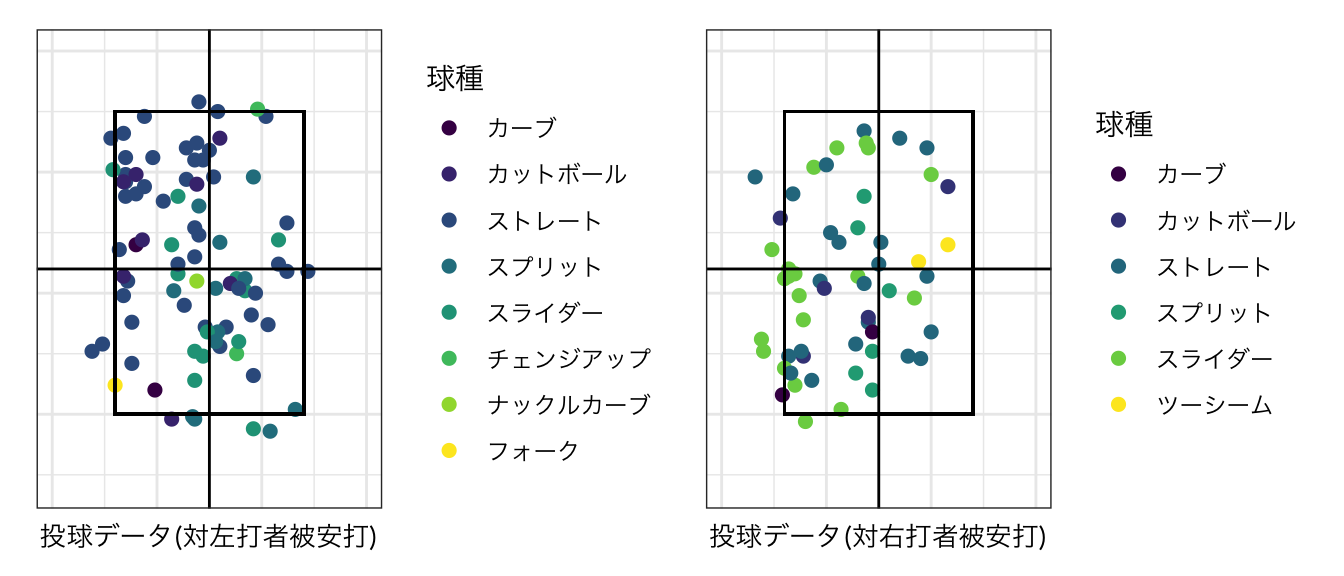 球種
カーブ
カットボール
ストレート
スプリット
スライダー
チェンジアップ
ナックルカーブ
フォーク
投球データ(対左打者被安打)
球種
カーブ
カットボール
ストレート
スプリット
スライダー
ツーシーム
投球データ(対右打者被安打)